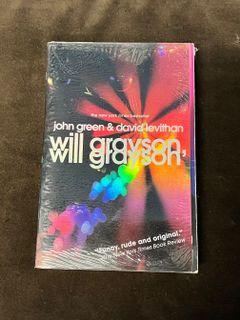 the new york times bestseller
john green & david levithan
will grayson,
will grayson
"Funny, rude and original."
—The New York Times Book Review